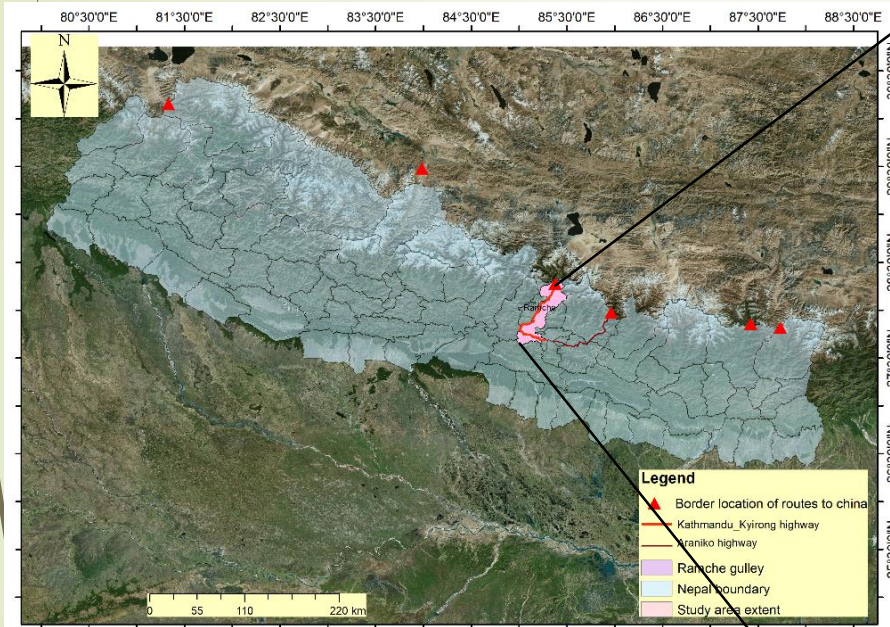 80°30'0"E 81°30'0"E 82°30'0"E 83°30'0"E 84°30'0"E 85°30'0"E 86°30'0"E 87°30'0"E 88°30'0"E
N
Ramche
Legend
Border location of routes to china
Kathmandu_Kyirong highway
Araniko highway
Ramche gulley
Nepal boundary
Study area extent
0 55 110 220 km